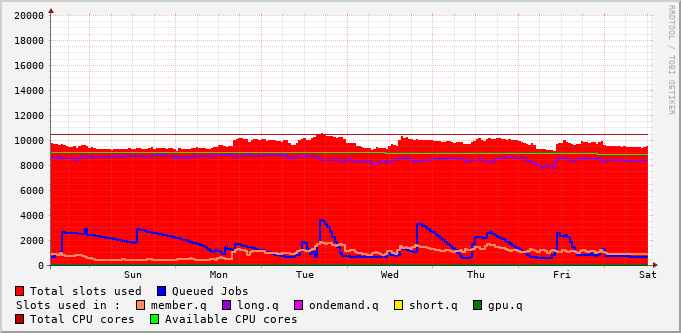 RRDTOOL / TOBI OETIKER
20000
18000
16000
14000
12000
10000
8000
6000
4000
2000
0
Sun Mon Tue Wed Thu Fri Sat
Total slots used Queued Jobs
Slots used in : member.q long.q ondemand.q short.q gpu.q
Total CPU cores Available CPU cores